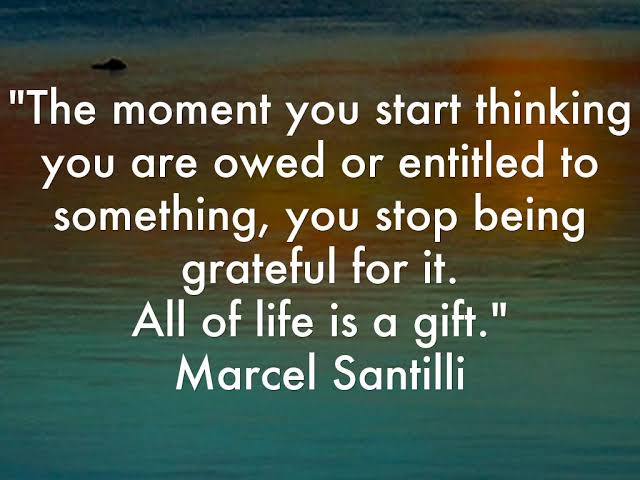 "The moment you start thinking
you are owed or entitled to
something, you stop being
grateful for it.
All of life is a gift."
Marcel Santilli